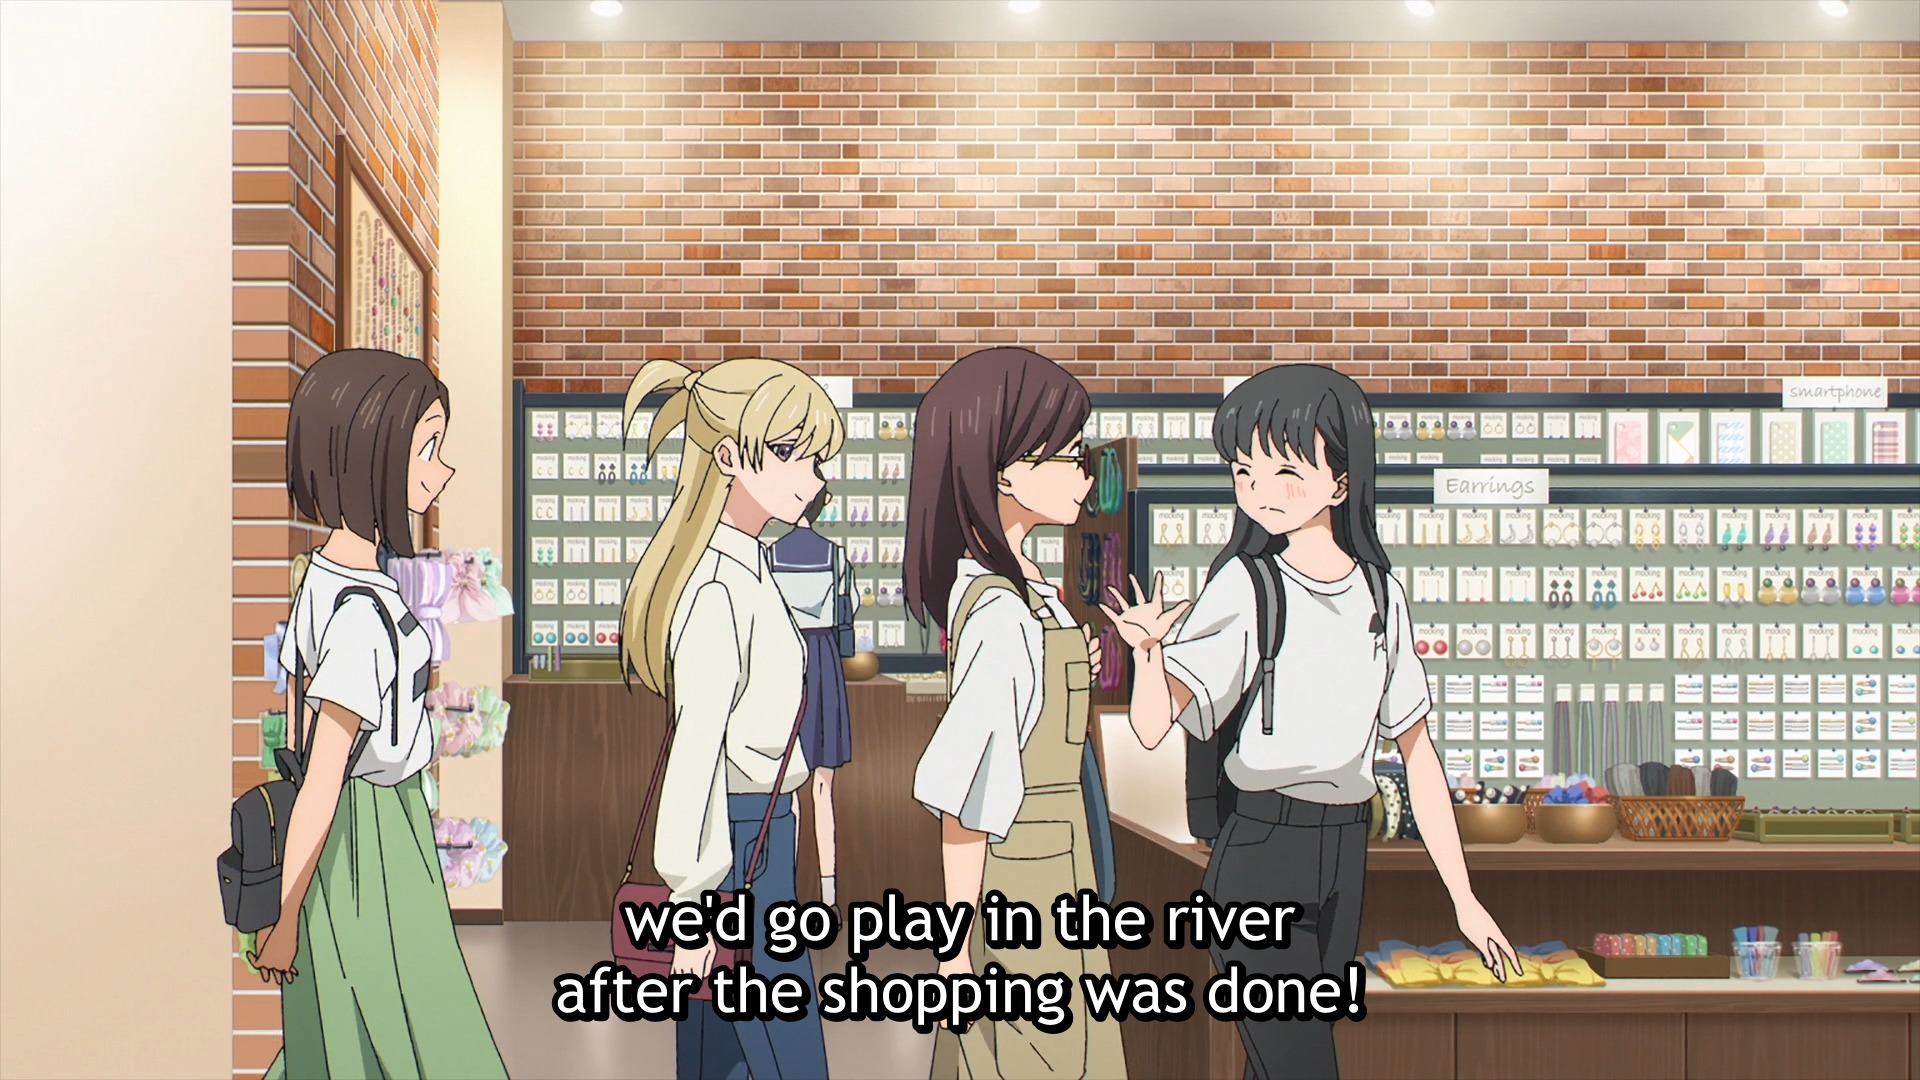 smartphone
Earrings
we'd go play in the river
after the shopping was done!